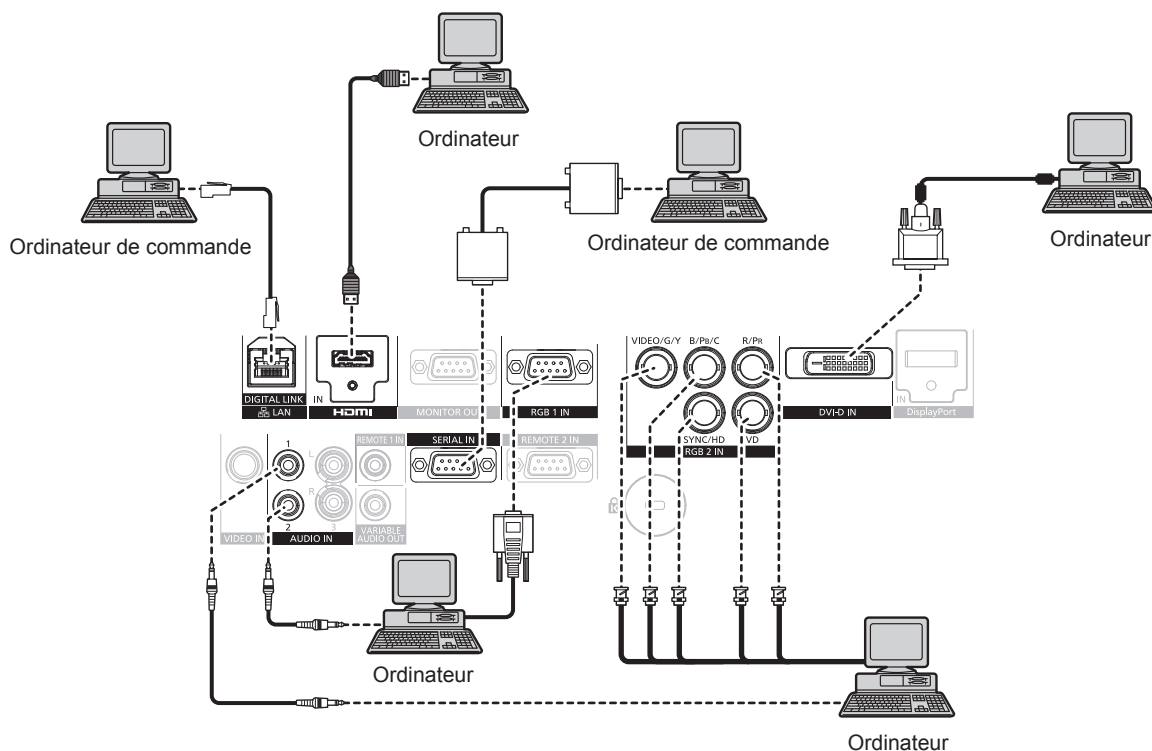 Ordinateur
Ordinateur de commande
Ordinateur de commande
Ordinateur
VIDEO/G/Y B/PB/C R/PR
DIGITAL LINK
LAN
IN
HDMI
MONITOR OUT
RGB 1 IN
SYNC/HD VD
RGB 2 IN
DVI-D IN
IN
DisplayPort
1
L
REMOTE 1 IN
SERIAL IN
REMOTE 2 IN
R
2
3
VIDEO IN
AUDIO IN
VARIABLE
AUDIO OUT
Ordinateur
Ordinateur